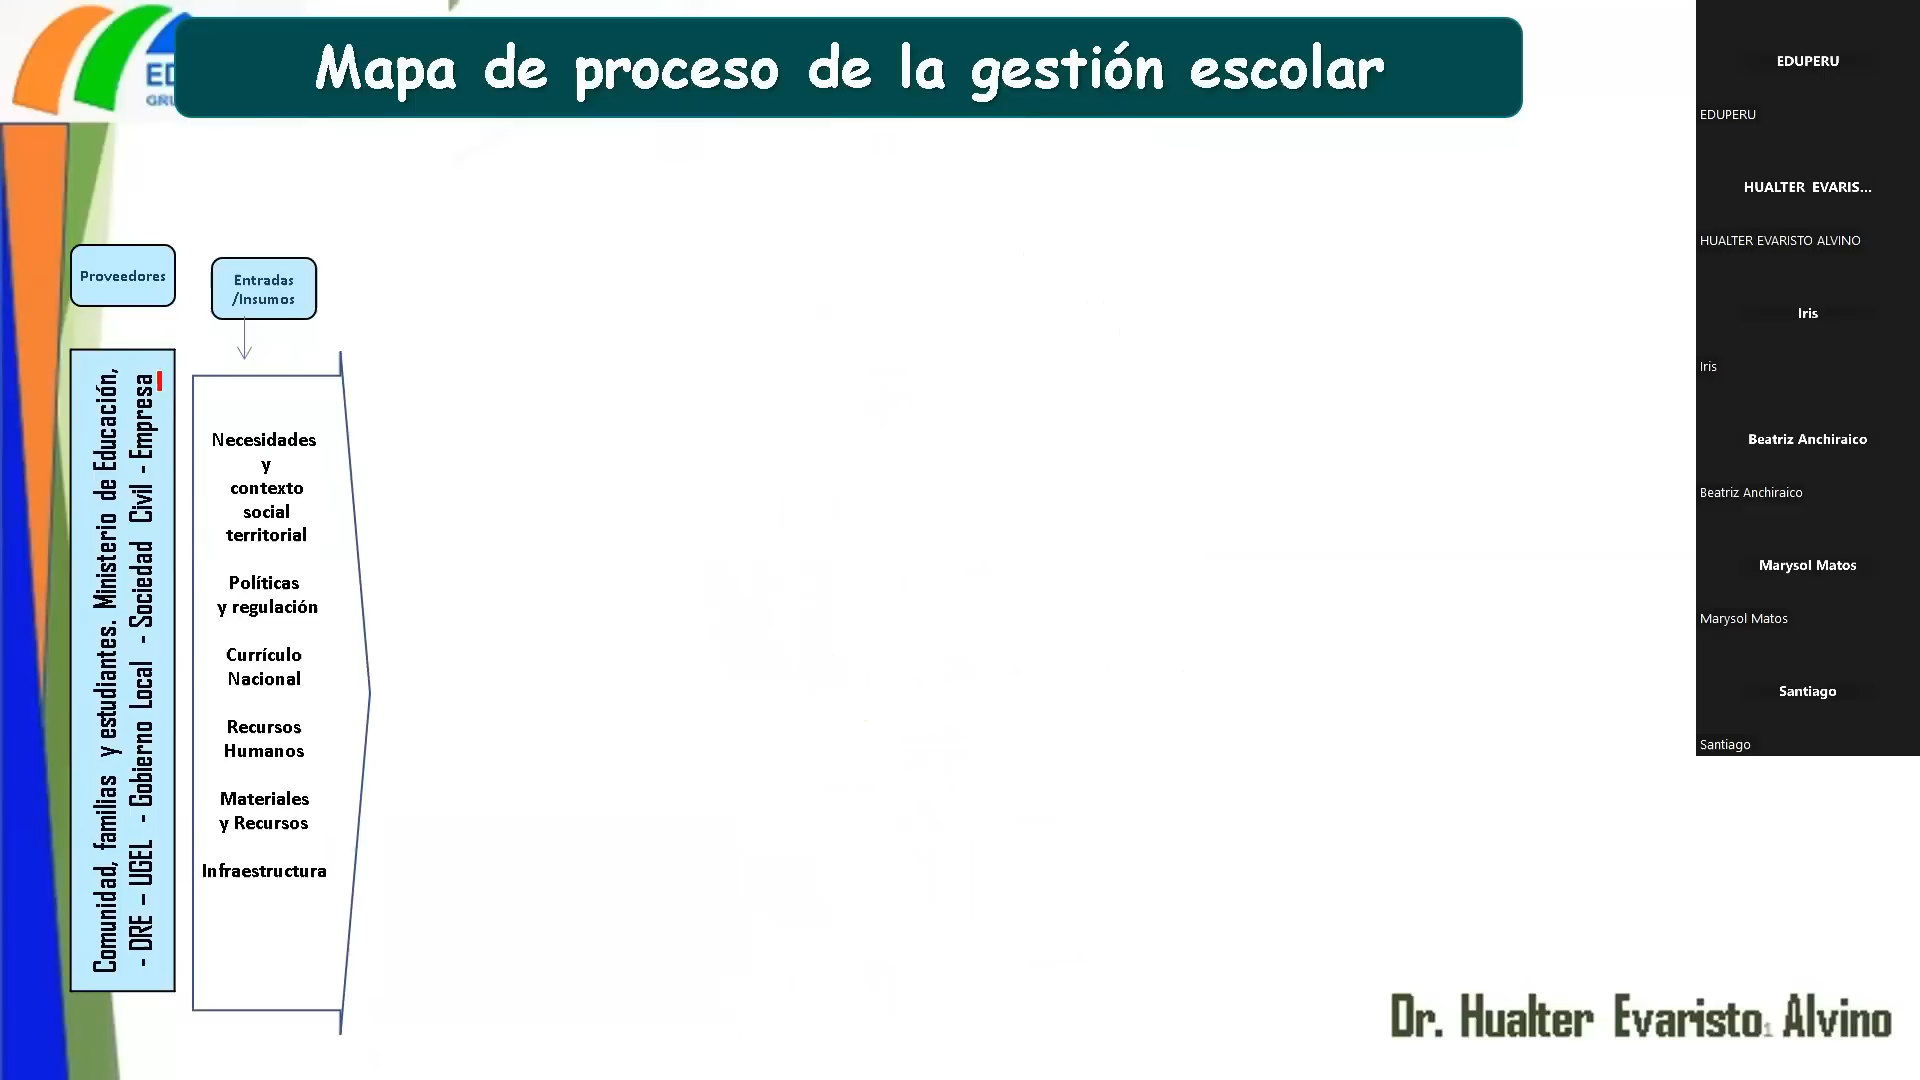 Mapa de proceso de la gestión escolar
Proveedores
Entradas
/Insumos
Comunidad, familias y estudiantes. Ministerio de Educación,
- DRE – UGEL - Gobierno Local - Sociedad Civil - Empresa
Necesidades
y
contexto
social
territorial
Políticas
y regulación
Currículo
Nacional
Recursos
Humanos
Materiales
y Recursos
Infraestructura
Dr. Hualter Evaristo Alvino
1
EDUPERU
EDUPERU
HUALTER EVARIS...
HUALTER EVARISTO ALVINO
Iris
Iris
Beatriz Anchiraico
Beatriz Anchiraico
Marysol Matos
Marysol Matos
Santiago
Santiago